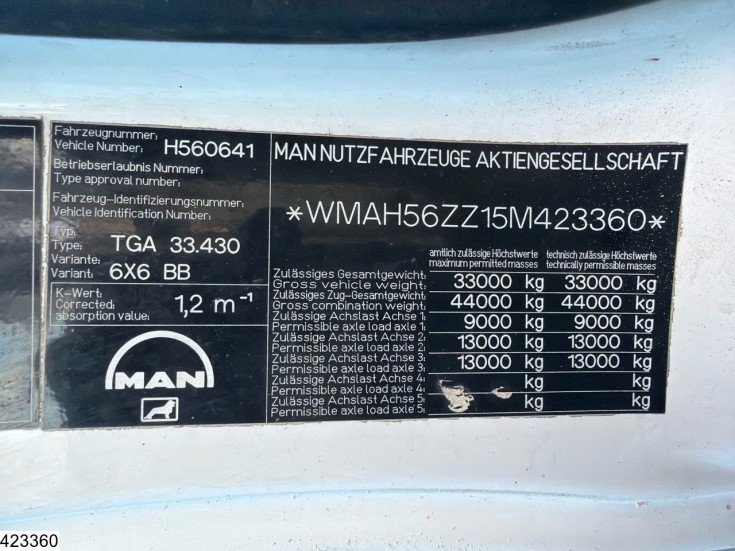 Fahrzeugnummer:
Vehicle Number: H560641
Betriebserlaubnis Nummer:
Type approval number:
Fahrzeug-Identifizierungsnummer:
Vehicle Identification Number:
Typ:
Type: TGA 33.430
Variante:
Variant: 6X6 BB
K-Wert:
Corrected
absorption value: 1,2 m⁻¹
MAN
MAN NUTZFAHRZEUGE AKTIENGESELLSCHAFT
*WMAH56ZZ15M423360*
amtlich zulässige Höchstwerte technisch zulässige Höchstwerte
maximum permitted masses technically permissible masses
Zulässiges Gesamtgewicht:
Gross vehicle weight: 33000 kg 33000 kg
Zulässiges Zug-Gesamtgewicht:
Gross combination weight: 44000 kg 44000 kg
Zulässige Achslast Achse 1:
Permissible axle load axle 1: 9000 kg 9000 kg
Zulässige Achslast Achse 2:
Permissible axle load axle 2: 13000 kg 13000 kg
Zulässige Achslast Achse 3:
Permissible axle load axle 3: 13000 kg 13000 kg
Zulässige Achslast Achse 4:
Permissible axle load axle 4: kg kg
Zulässige Achslast Achse 5:
Permissible axle load axle 5: kg kg
423360